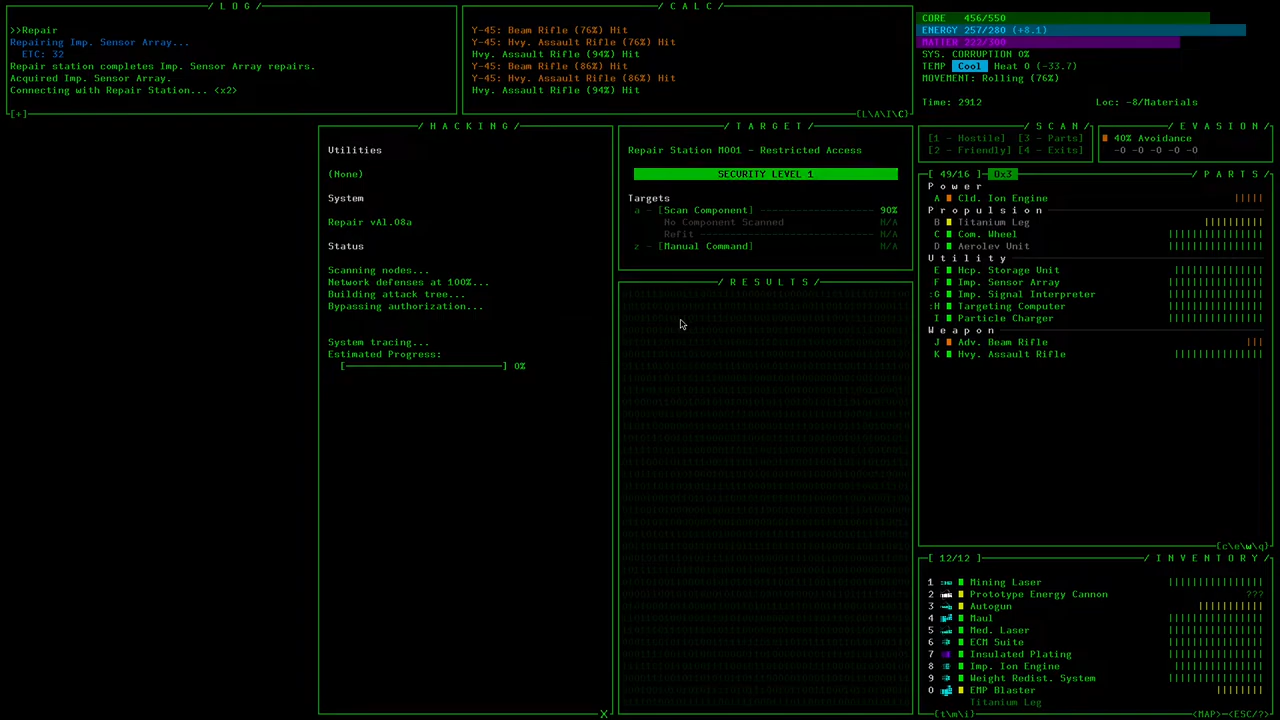 / L O G /
>>Repair
Repairing Imp. Sensor Array...
ETC: 32
Repair station completes Imp. Sensor Array repairs.
Acquired Imp. Sensor Array.
Connecting with Repair Station... <x2>
[+]
/ C A L C /
Y-45: Beam Rifle (76%) Hit
Y-45: Hvy. Assault Rifle (76%) Hit
Hvy. Assault Rifle (94%) Hit
Y-45: Beam Rifle (86%) Hit
Y-45: Hvy. Assault Rifle (86%) Hit
Hvy. Assault Rifle (94%) Hit
[L\A\I\C]
CORE 456/550
ENERGY 257/280 (+8.1)
MATTER 222/300
SYS. CORRUPTION 0%
TEMP Cool Heat 0 (-33.7)
MOVEMENT: Rolling (76%)
Time: 2912 Loc: -8/Materials
/ S C A N /
[1 - Hostile] [3 - Parts]
[2 - Friendly] [4 - Exits]
/ E V A S I O N /
40% Avoidance
-0 -0 -0 -0 -0
/ H A C K I N G /
Utilities
(None)
System
Repair vA1.08a
Status
Scanning nodes...
Network defenses at 100%...
Building attack tree...
Bypassing authorization...
System tracing...
Estimated Progress:
[ ] 0%
X
/ T A R G E T /
Repair Station M001 - Restricted Access
SECURITY LEVEL 1
Targets
a - [Scan Component] 90%
No Component Scanned N/A
Refit N/A
z - [Manual Command] N/A
/ R E S U L T S /
[ 49/16 ] 0x3 / P A R T S /
P o w e r
A Cld. Ion Engine
P r o p u l s i o n
B Titanium Leg
C Com. Wheel
D Aerolev Unit
U t i l i t y
E Hcp. Storage Unit
F Imp. Sensor Array
:G Imp. Signal Interpreter
:H Targeting Computer
I Particle Charger
W e a p o n
J Adv. Beam Rifle
K Hvy. Assault Rifle
[c\e\w\q]
[ 12/12 ] / I N V E N T O R Y /
1 Mining Laser
2 Prototype Energy Cannon ???
3 Autogun
4 Maul
5 Med. Laser
6 ECM Suite
7 Insulated Plating
8 Imp. Ion Engine
9 Weight Redist. System
0 EMP Blaster
Titanium Leg
[t\m\i] <MAP> <ESC/?>